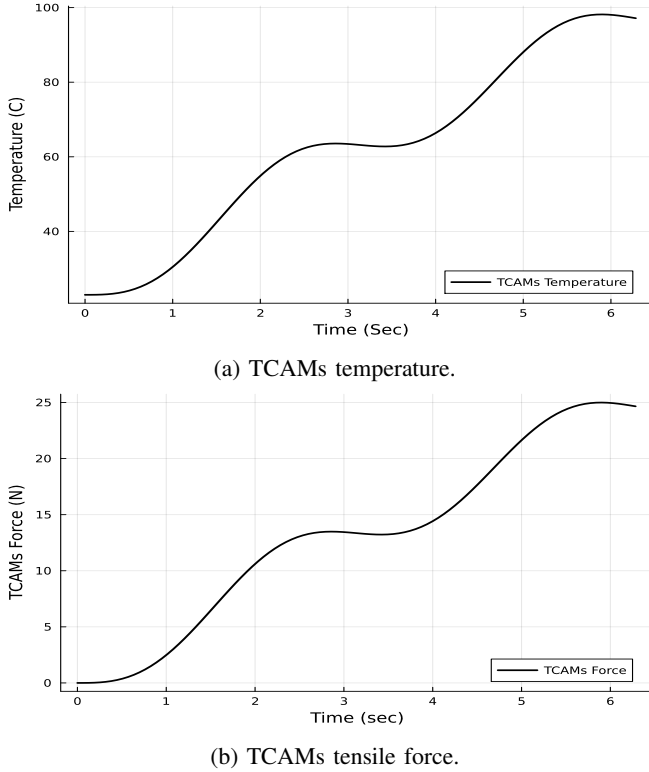 100
80
60
40
Temperature (C)
TCAMs Temperature
0 1 2 3 4 5 6
Time (Sec)
(a) TCAMs temperature.
25
20
15
10
5
0
TCAMs Force (N)
TCAMs Force
0 1 2 3 4 5 6
Time (sec)
(b) TCAMs tensile force.